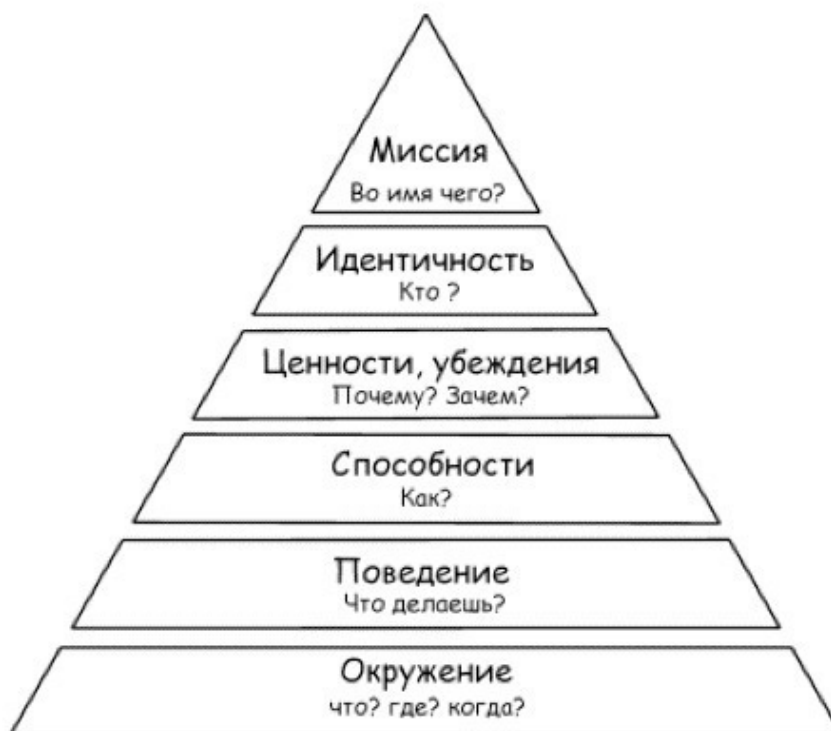 Миссия
Во имя чего?
Идентичность
Кто ?
Ценности, убеждения
Почему? Зачем?
Способности
Как?
Поведение
Что делаешь?
Окружение
что? где? когда?